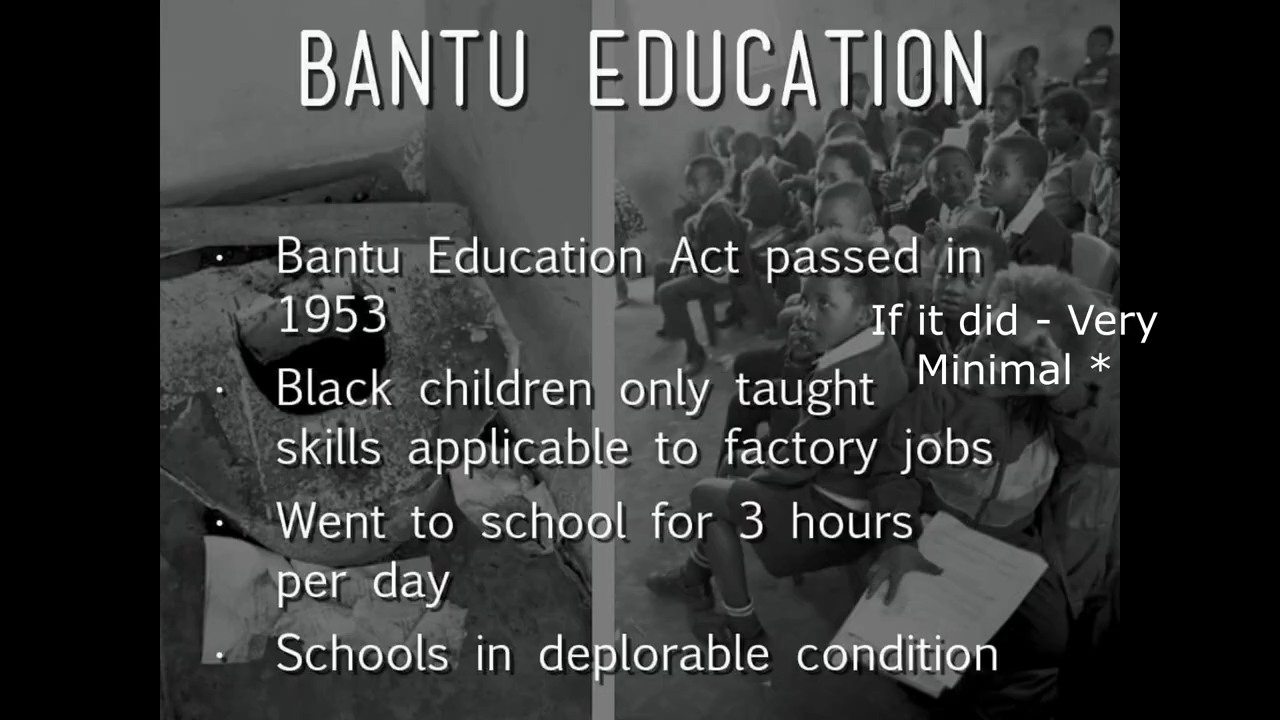 BANTU EDUCATION
· Bantu Education Act passed in
1953
If it did - Very
Minimal *
· Black children only taught
skills applicable to factory jobs
· Went to school for 3 hours
per day
· Schools in deplorable condition